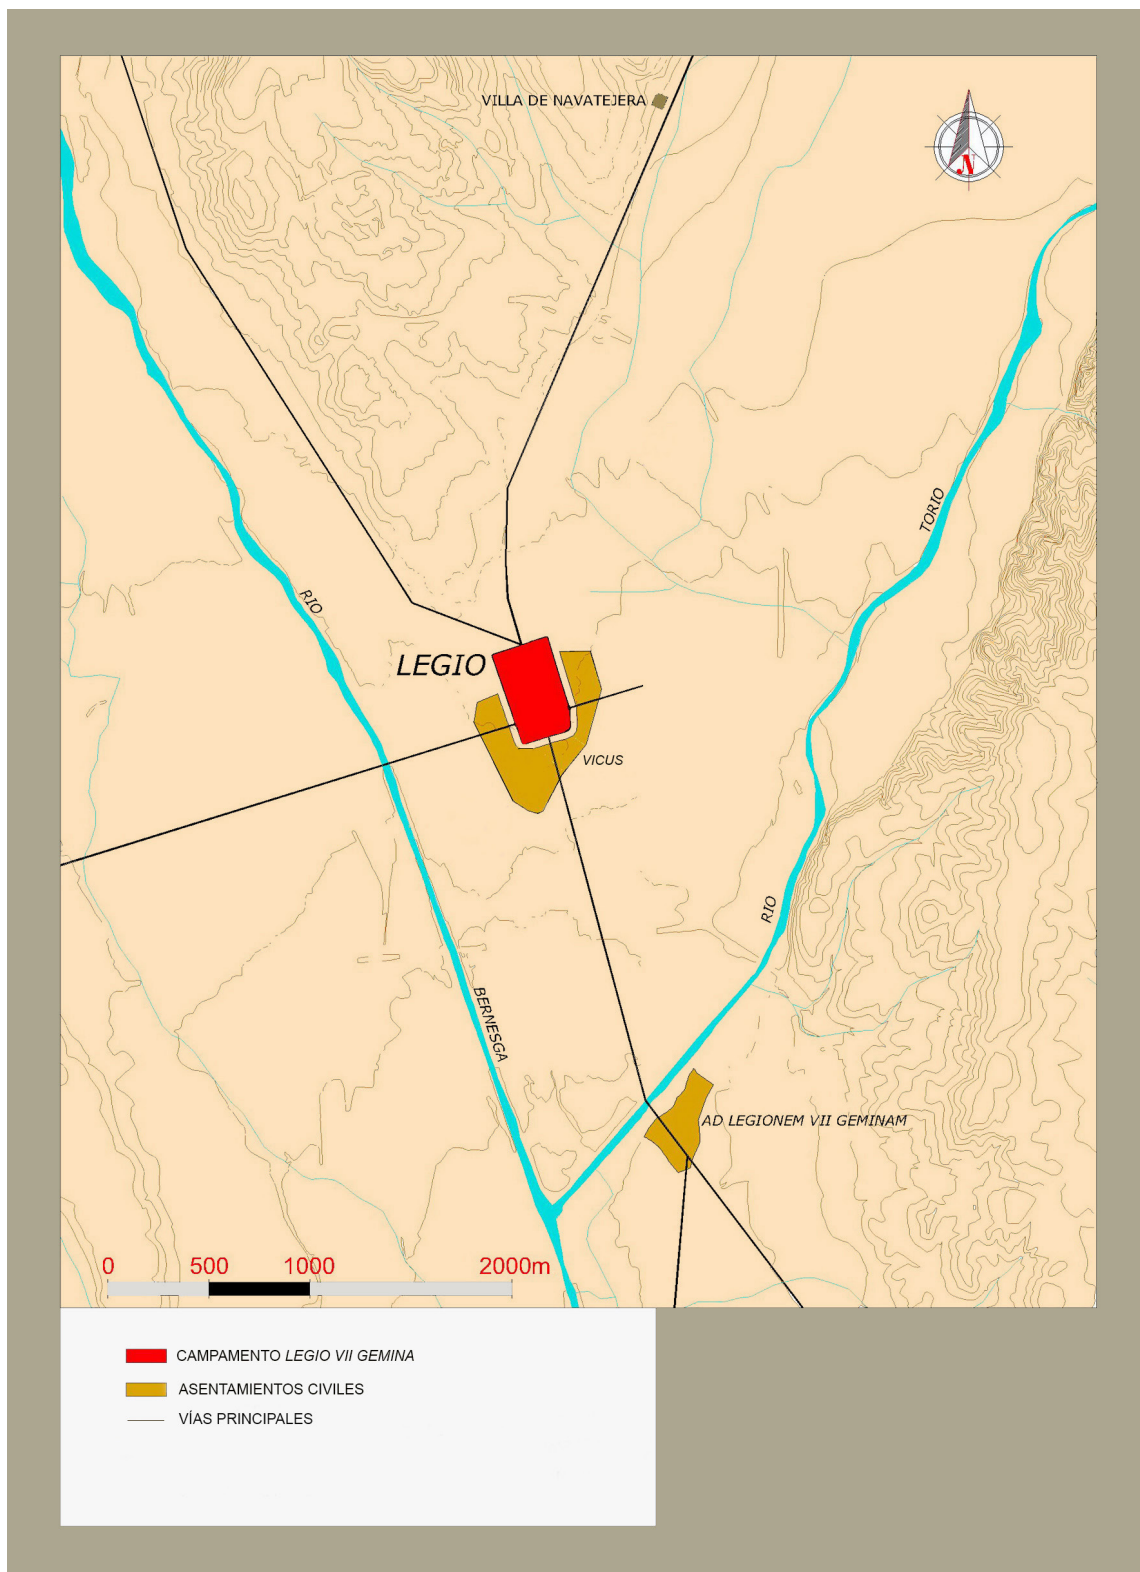 VILLA DE NAVATEJERA
N
TORIO
RIO
LEGIO
VICUS
RIO
BERNESGA
AD LEGIONEM VII GEMINAM
0 500 1000 2000m
CAMPAMENTO LEGIO VII GEMINA
ASENTAMIENTOS CIVILES
VÍAS PRINCIPALES